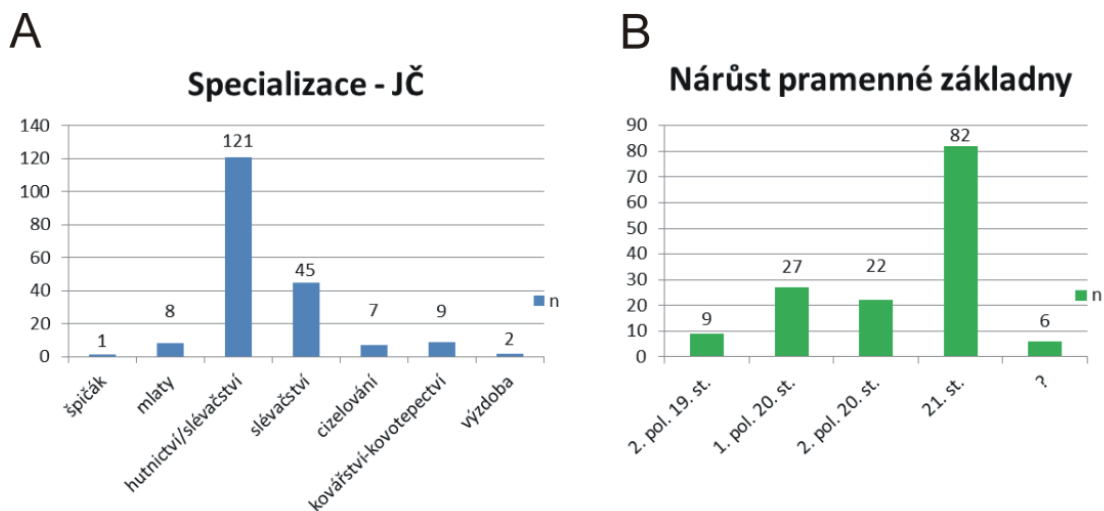 A
Specializace - JČ
140
120
100
80
60
40
20
0
1
8
121
45
7
9
2
n
špičák
mlaty
hutnictví/slévačství
slévačství
cizelování
kovářství-kovotepectví
výzdoba
B
Nárůst pramenné základny
90
80
70
60
50
40
30
20
10
0
9
27
22
82
6
n
2. pol. 19. st.
1. pol. 20. st.
2. pol. 20. st.
21. st.
?